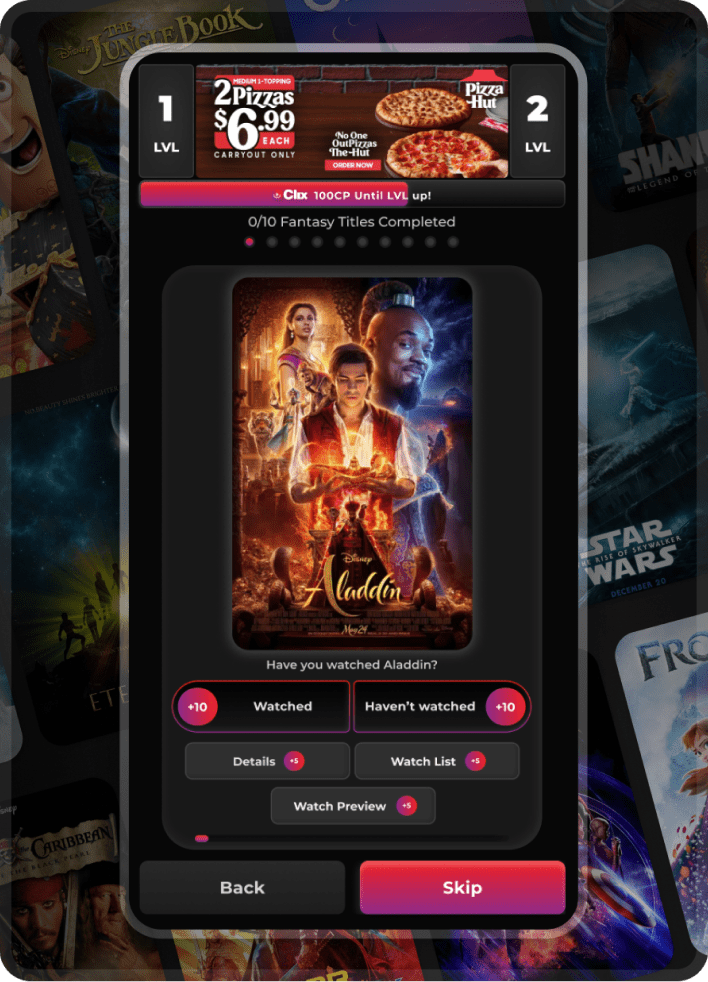 Disney
THE
JUNGLE BOOK
1
LVL
MEDIUM 1-TOPPING
2 Pizzas
$6.99
EACH
CARRYOUT ONLY
No One
OutPizzas
The Hut
ORDER NOW
Pizza
Hut
2
LVL
Clix 100CP Until LVL up!
0/10 Fantasy Titles Completed
Disney
Aladdin
May 24
Have you watched Aladdin?
+10 Watched
Haven't watched +10
Details +5
Watch List +5
Watch Preview +5
Back
Skip
SHAN
LEGEND OF
STAR
THE RISE OF SKYWALKER
WARS
DECEMBER 20
FRO
ETE
CARIBBEAN